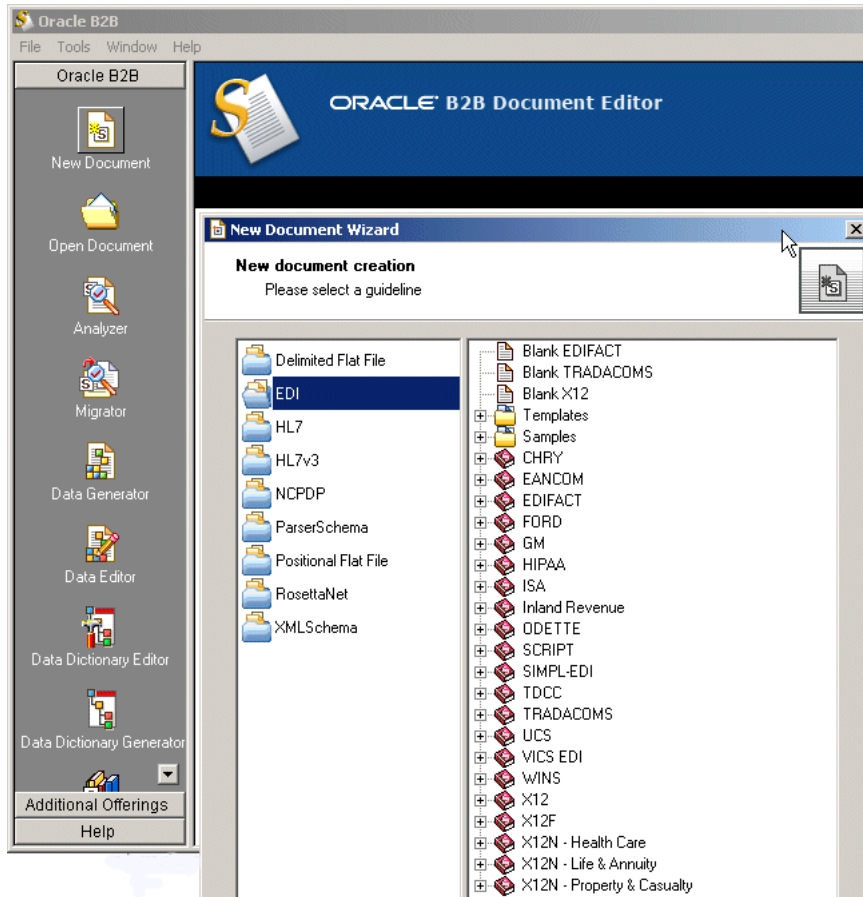 Oracle B2B
File Tools Window Help
Oracle B2B
New Document
Open Document
Analyzer
Migrator
Data Generator
Data Editor
Data Dictionary Editor
Data Dictionary Generator
Additional Offerings
Help
ORACLE B2B Document Editor
New Document Wizard
New document creation
Please select a guideline
Delimited Flat File
EDI
HL7
HL7v3
NCPDP
ParserSchema
Positional Flat File
RosettaNet
XMLSchema
Blank EDIFACT
Blank TRADACOMS
Blank X12
Templates
Samples
CHRY
EANCOM
EDIFACT
FORD
GM
HIPAA
ISA
Inland Revenue
ODETTE
SCRIPT
SIMPL-EDI
TDCC
TRADACOMS
UCS
VICS EDI
WINS
X12
X12F
X12N - Health Care
X12N - Life & Annuity
X12N - Property & Casualty